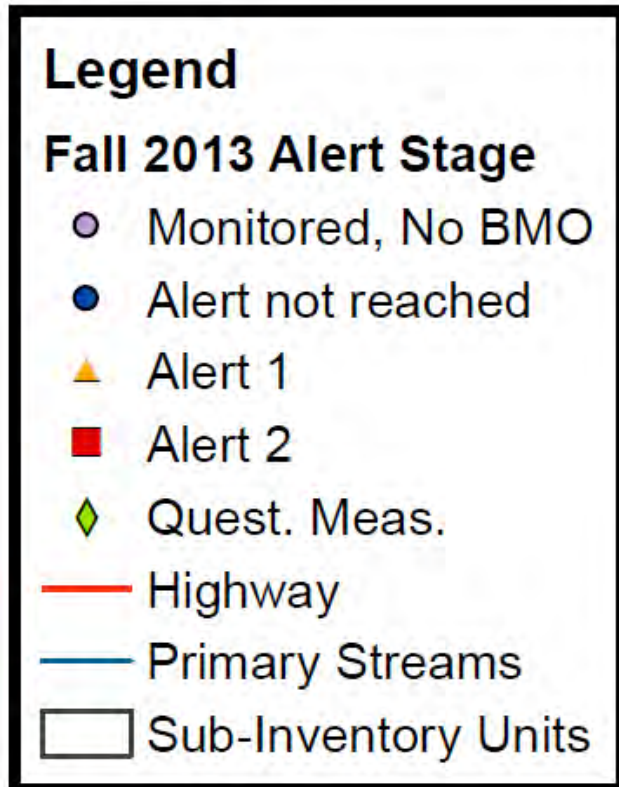 Legend
Fall 2013 Alert Stage
Monitored, No BMO
Alert not reached
Alert 1
Alert 2
Quest. Meas.
Highway
Primary Streams
Sub-Inventory Units